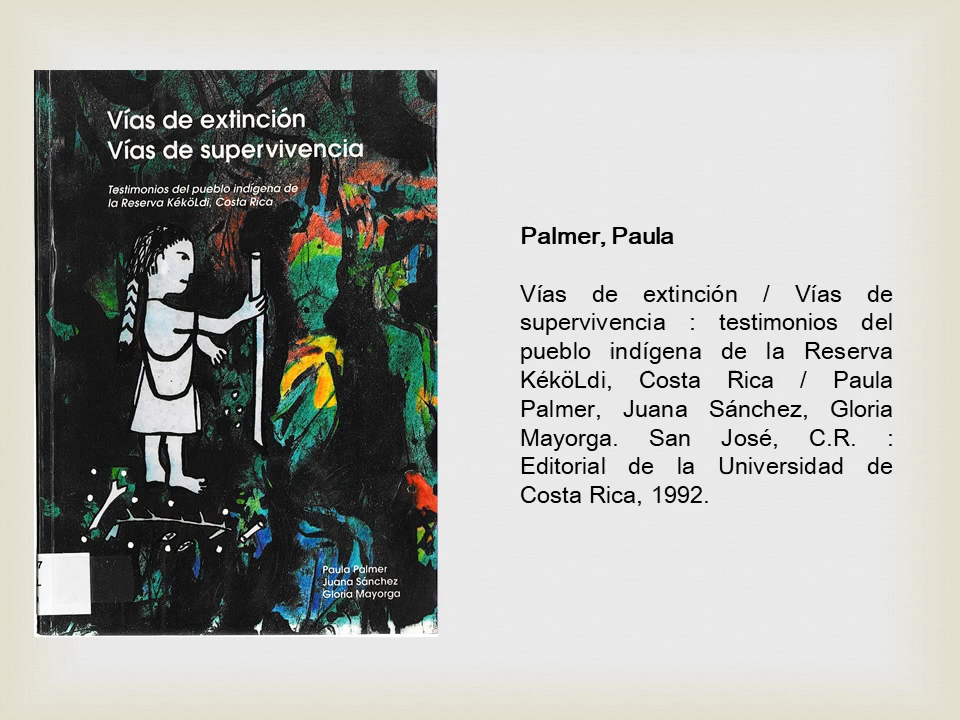 Vías de extinción
Vías de supervivencia
Testimonios del pueblo indígena de
la Reserva KéköLdi, Costa Rica
7
L
Paula Palmer
Juana Sánchez
Gloria Mayorga
Palmer, Paula
Vías de extinción / Vías de
supervivencia : testimonios del
pueblo indígena de la Reserva
KéköLdi, Costa Rica / Paula
Palmer, Juana Sánchez, Gloria
Mayorga. San José, C.R. :
Editorial de la Universidad de
Costa Rica, 1992.